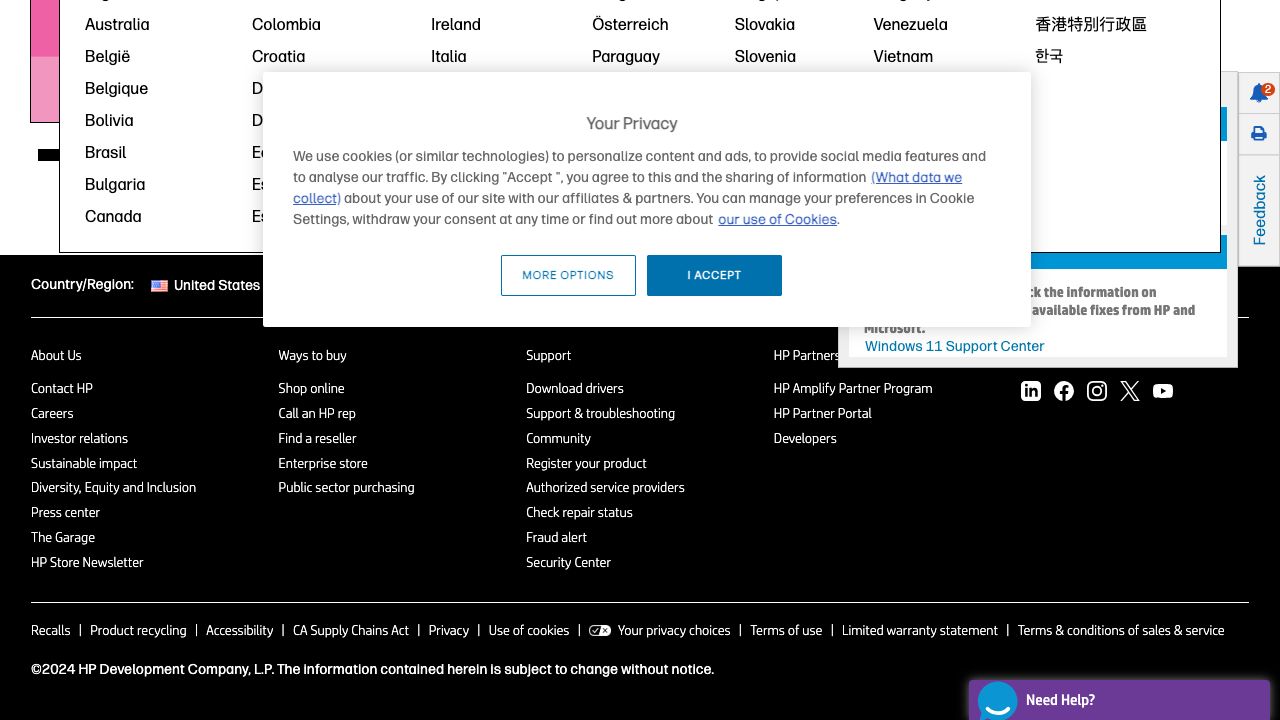 Australia
Colombia
Ireland
Österreich
Slovakia
Venezuela
香港特別行政區
België
Croatia
Italia
Paraguay
Slovenia
Vietnam
한국
Belgique
Bolivia
Brasil
Bulgaria
Canada
Your Privacy
We use cookies (or similar technologies) to personalize content and ads, to provide social media features and
to analyse our traffic. By clicking "Accept ", you agree to this and the sharing of information (What data we
collect) about your use of our site with our affiliates & partners. You can manage your preferences in Cookie
Settings, withdraw your consent at any time or find out more about our use of Cookies.
MORE OPTIONS
I ACCEPT
2
Feedback
Country/Region:
United States
the information on
available fixes from HP and
Microsoft.
Windows 11 Support Center
About Us
Contact HP
Careers
Investor relations
Sustainable impact
Diversity, Equity and Inclusion
Press center
The Garage
HP Store Newsletter
Ways to buy
Shop online
Call an HP rep
Find a reseller
Enterprise store
Public sector purchasing
Support
Download drivers
Support & troubleshooting
Community
Register your product
Authorized service providers
Check repair status
Fraud alert
Security Center
HP Partners
HP Amplify Partner Program
HP Partner Portal
Developers
Recalls | Product recycling | Accessibility | CA Supply Chains Act | Privacy | Use of cookies | Your privacy choices | Terms of use | Limited warranty statement | Terms & conditions of sales & service
©2024 HP Development Company, L.P. The information contained herein is subject to change without notice.
Need Help?